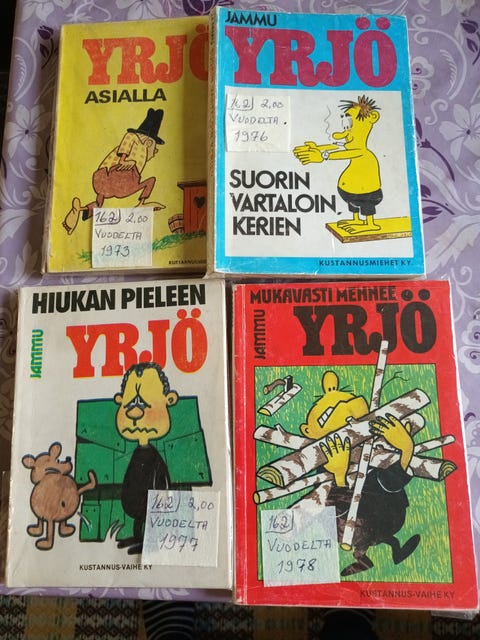 YRJÖ
ASIALLA
162) 2,00
VUODELTA
1973
KUSTANNUSMIEHET KY.
JAMMU
YRJÖ
162) 2,00
VUODELTA.
1976
SUORIN
VARTALOIN,
KERIEN
KUSTANNUSMIEHET KY.
HIUKAN PIELEEN
JAMMU
YRJÖ
162) 2,00
VUODELTA
1977
KUSTANNUS-VAIHE KY
MUKAVASTI MENNEE
JAMMU
YRJÖ
162)
VUODELTA
1978
KUSTANNUS-VAIHE KY.